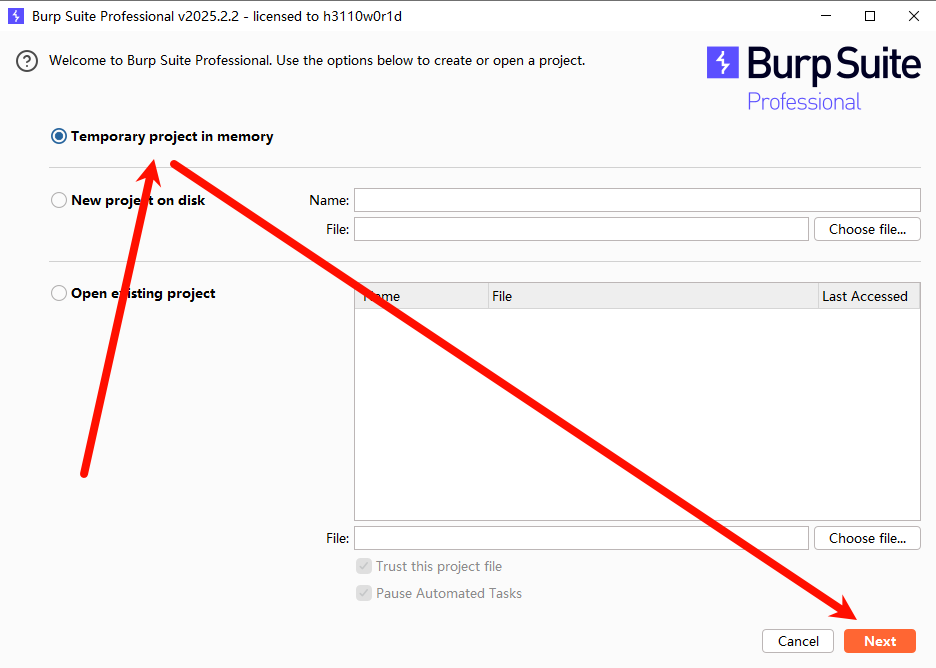 Burp Suite Professional v2025.2.2 - licensed to h3110w0r1d
Welcome to Burp Suite Professional. Use the options below to create or open a project.
Burp Suite
Professional
Temporary project in memory
New project on disk
Name:
File:
Choose file...
Open existing project
Name File Last Accessed
File:
Choose file...
Trust this project file
Pause Automated Tasks
Cancel Next